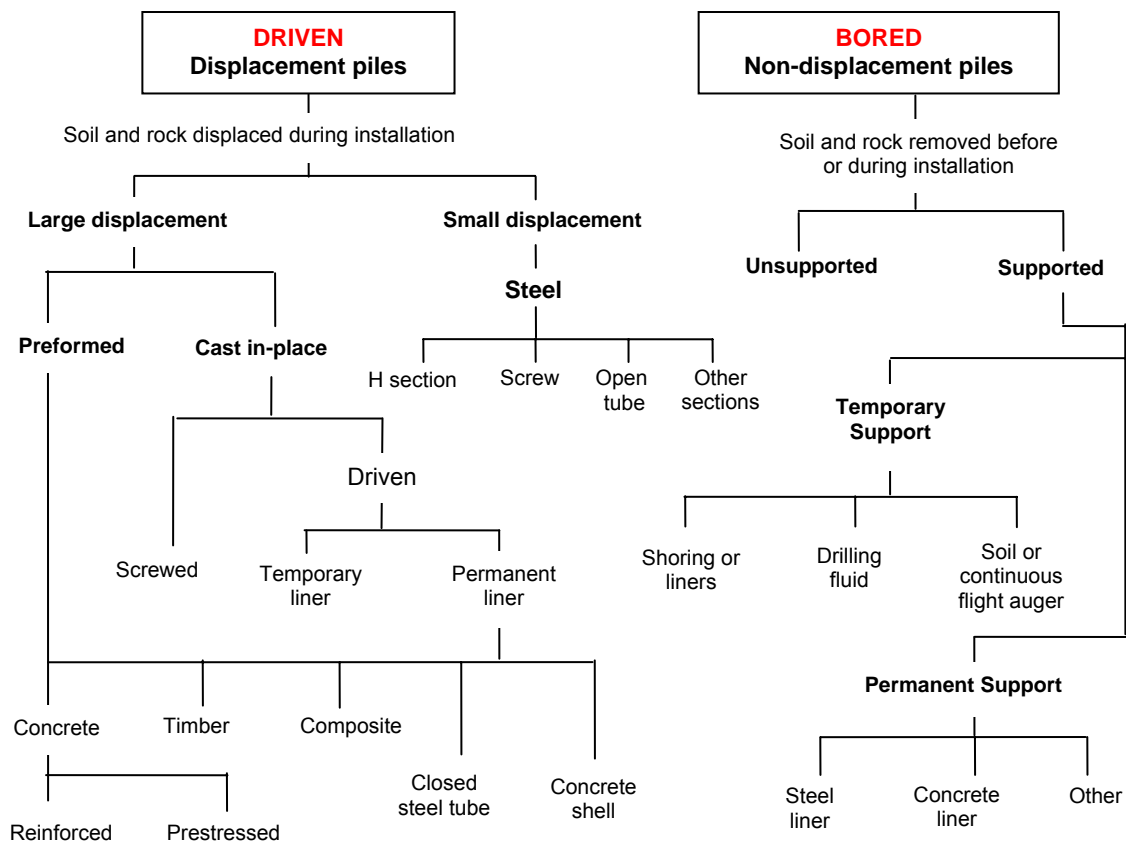 DRIVEN
Displacement piles
Soil and rock displaced during installation
Large displacement
Small displacement
Steel
Preformed
Cast in-place
H section
Screw
Open
tube
Other
sections
Driven
Screwed
Temporary
liner
Permanent
liner
Concrete
Timber
Composite
Closed
steel tube
Concrete
shell
Reinforced
Prestressed
BORED
Non-displacement piles
Soil and rock removed before
or during installation
Unsupported
Supported
Temporary
Support
Shoring or
liners
Drilling
fluid
Soil or
continuous
flight auger
Permanent Support
Steel
liner
Concrete
liner
Other